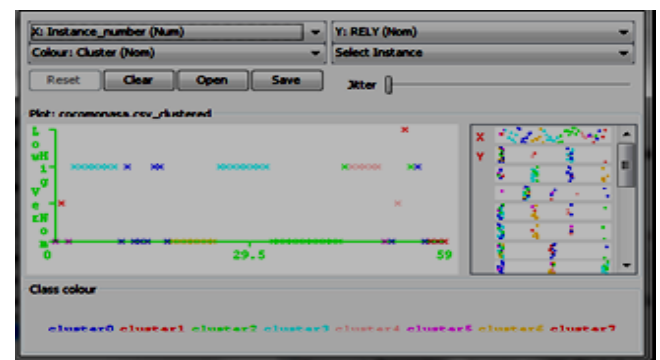 X: Instance_number (Num)
Y: RELY (Nom)
Colour: Cluster (Nom)
Select Instance
Reset
Clear
Open
Save
Jitter
Plot: cocomonasa.csv_clustered
X
Y
0
29.5
59
Class colour
cluster0 cluster1 cluster2 cluster3 cluster4 cluster5 cluster6 cluster7